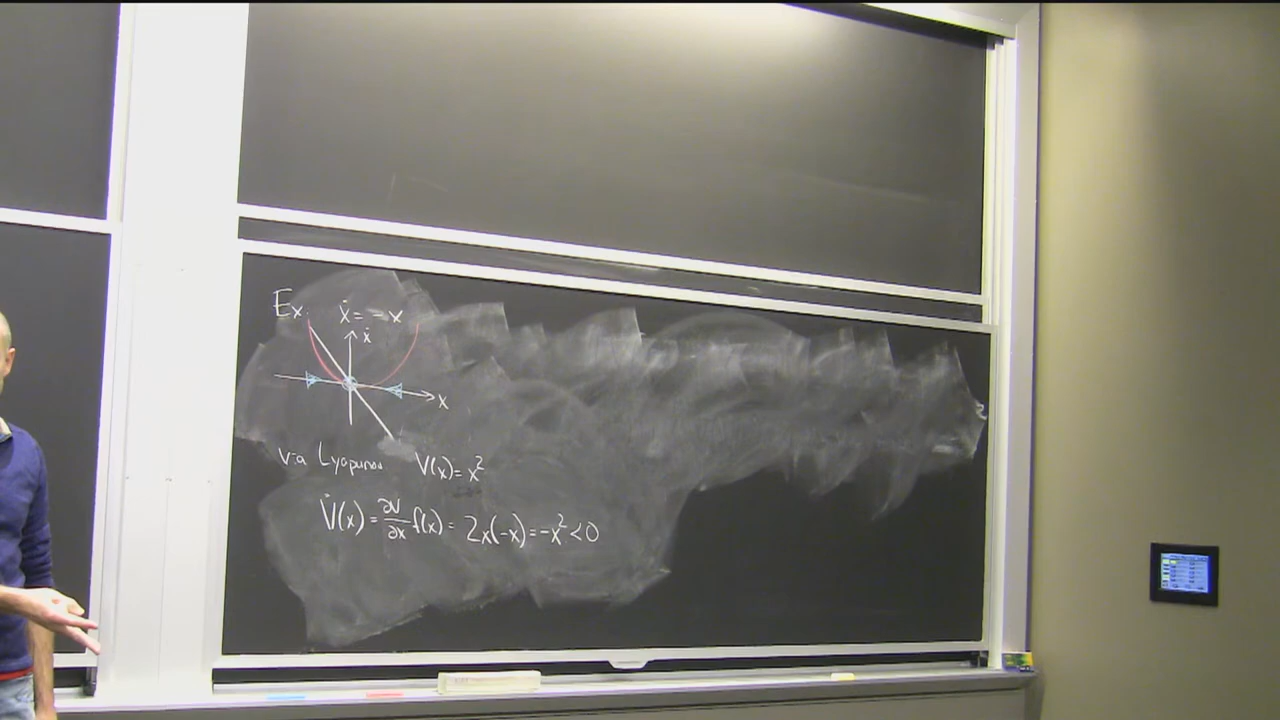 Ex. ẋ = -x
ẋ
x
via Lyapunov V(x) = x²
V̇(x) = ∂V/∂x f(x) = 2x(-x) = -x² < 0